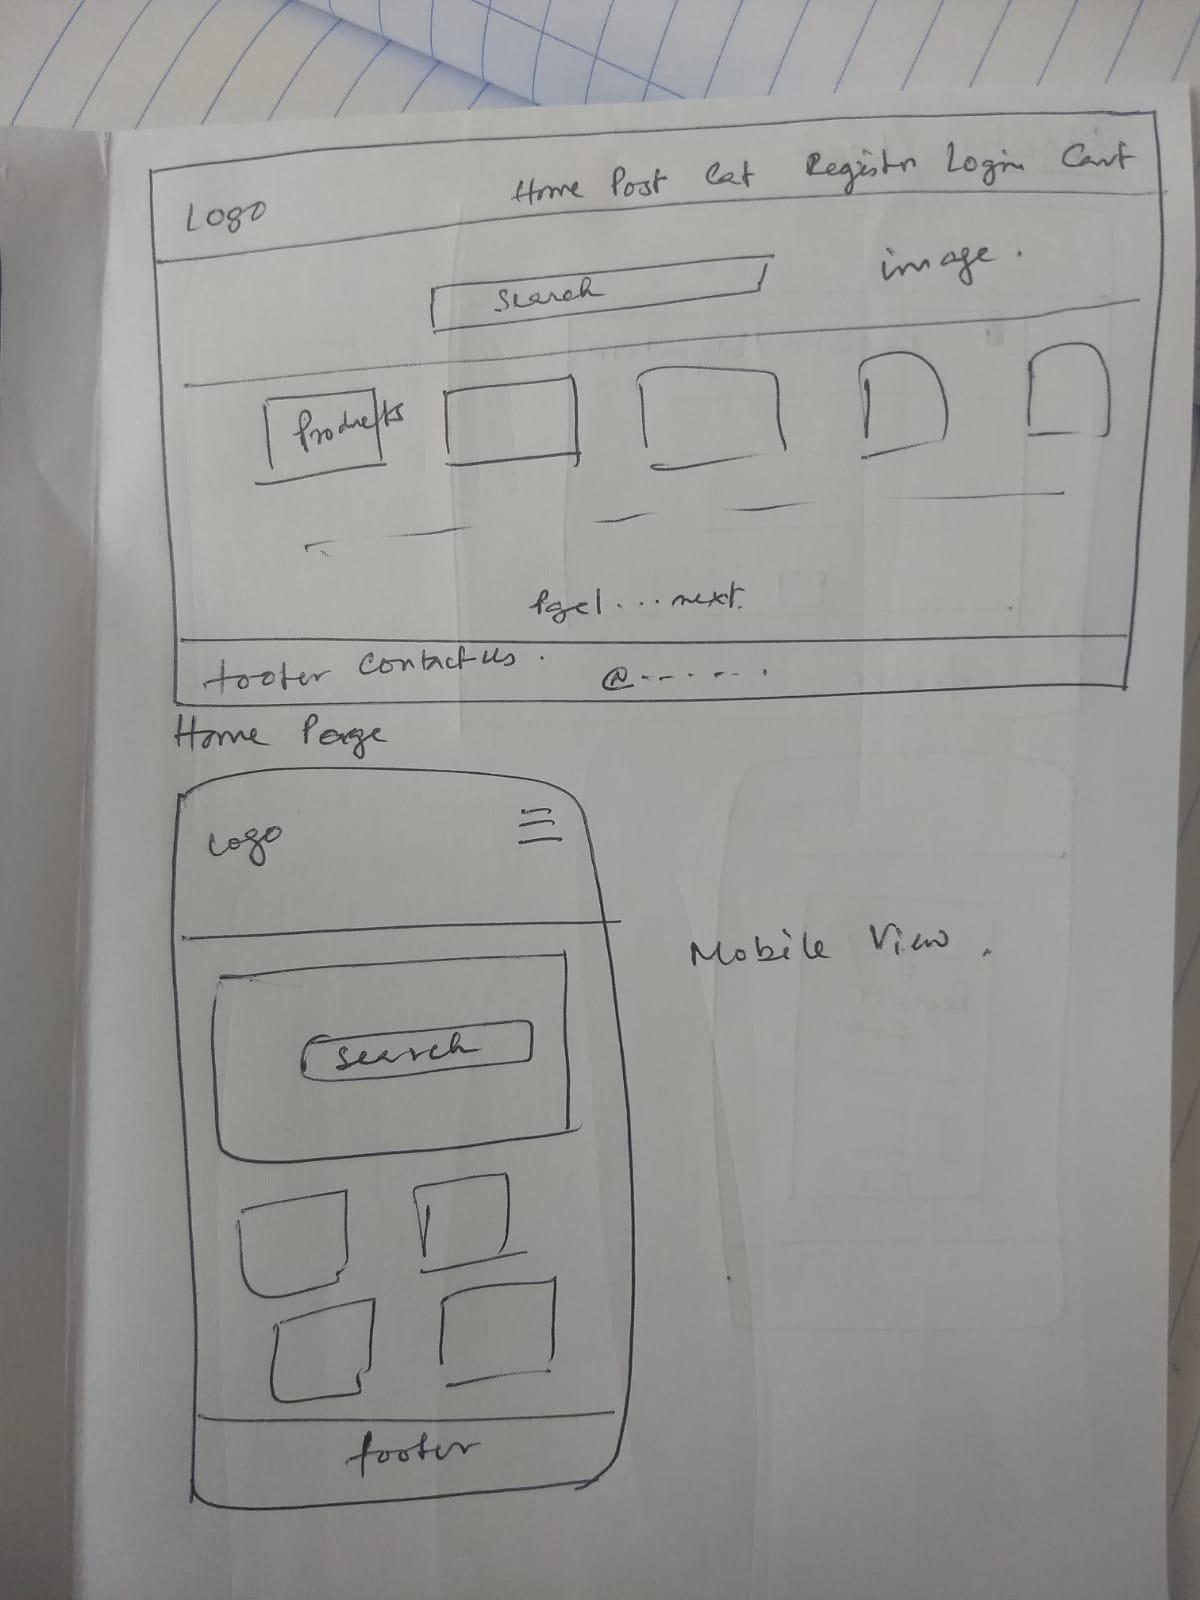 Logo Home Post Cat Register Login Cart
Search image.
Products
Page1...next.
footer Contact us. @-------.
Home Page
Logo
Mobile View.
Search
footer